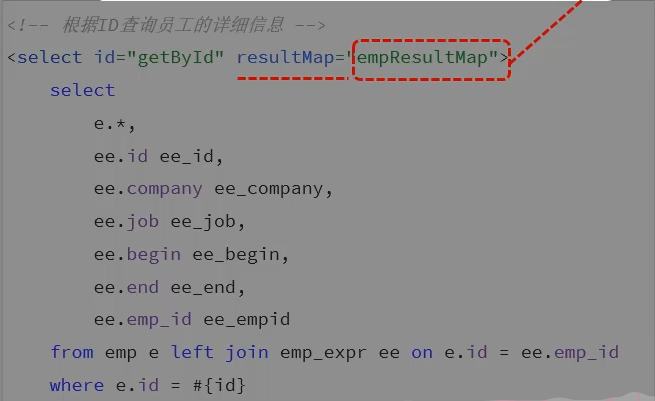 <!-- 根据ID查询员工的详细信息 -->
<select id="getById" resultMap="empResultMap">
select
e.*,
ee.id ee_id,
ee.company ee_company,
ee.job ee_job,
ee.begin ee_begin,
ee.end ee_end,
ee.emp_id ee_empid
from emp e left join emp_expr ee on e.id = ee.emp_id
where e.id = #{id}